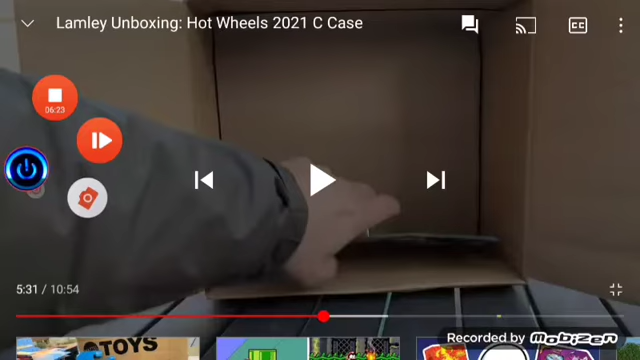 Lamley Unboxing: Hot Wheels 2021 C Case
CC
06:23
5:31 / 10:54
TOYS
Recorded by MOBIZEN